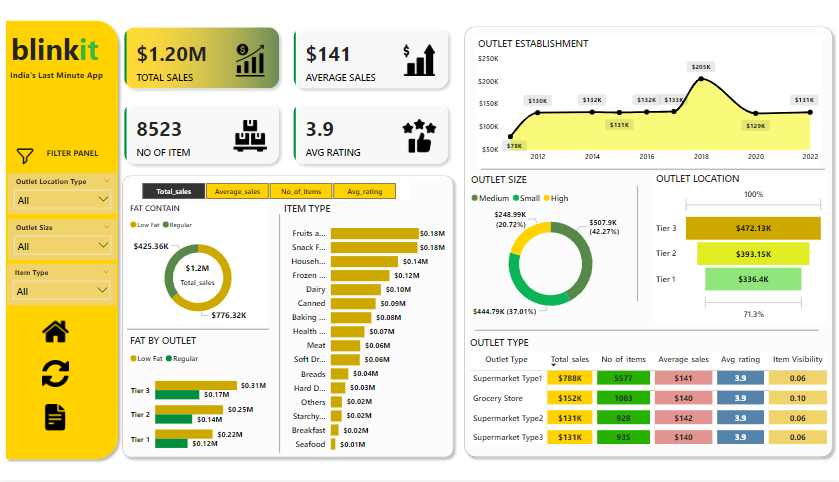 blinkit
India's Last Minute App
FILTER PANEL
Outlet Location Type
All
Outlet Size
All
Item Type
All
$1.20M
TOTAL SALES
$141
AVERAGE SALES
8523
NO OF ITEM
3.9
AVG RATING
Total_sales Average_sales No_of_items Avg_rating
FAT CONTAIN
Low Fat Regular
$425.36K
$1.2M
Total_sales
$776.32K
FAT BY OUTLET
Low Fat Regular
Tier 3 $0.31M
$0.17M
Tier 2 $0.25M
$0.14M
Tier 1 $0.22M
$0.12M
ITEM TYPE
Fruits a... $0.18M
Snack F... $0.18M
Househ... $0.14M
Frozen ... $0.12M
Dairy $0.10M
Canned $0.09M
Baking ... $0.08M
Health ... $0.07M
Meat $0.06M
Soft Dr... $0.06M
Breads $0.04M
Hard D... $0.03M
Others $0.02M
Starchy... $0.02M
Breakfast $0.02M
Seafood $0.01M
OUTLET ESTABLISHMENT
$250K
$200K
$150K
$100K
$50K
$78K $130K $132K $131K $132K $133K $205K $129K $131K
2012 2014 2016 2018 2020 2022
OUTLET SIZE
Medium Small High
$248.99K
(20.72%)
$507.9K
(42.27%)
$444.79K (37.01%)
OUTLET LOCATION
100%
Tier 3 $472.13K
Tier 2 $393.15K
Tier 1 $336.4K
71.3%
OUTLET TYPE
Outlet Type Total sales No of items Average sales Avg rating Item Visibility
Supermarket Type1 $788K 5577 $141 3.9 0.06
Grocery Store $152K 1083 $140 3.9 0.10
Supermarket Type2 $131K 928 $142 3.9 0.06
Supermarket Type3 $131K 935 $140 3.9 0.06